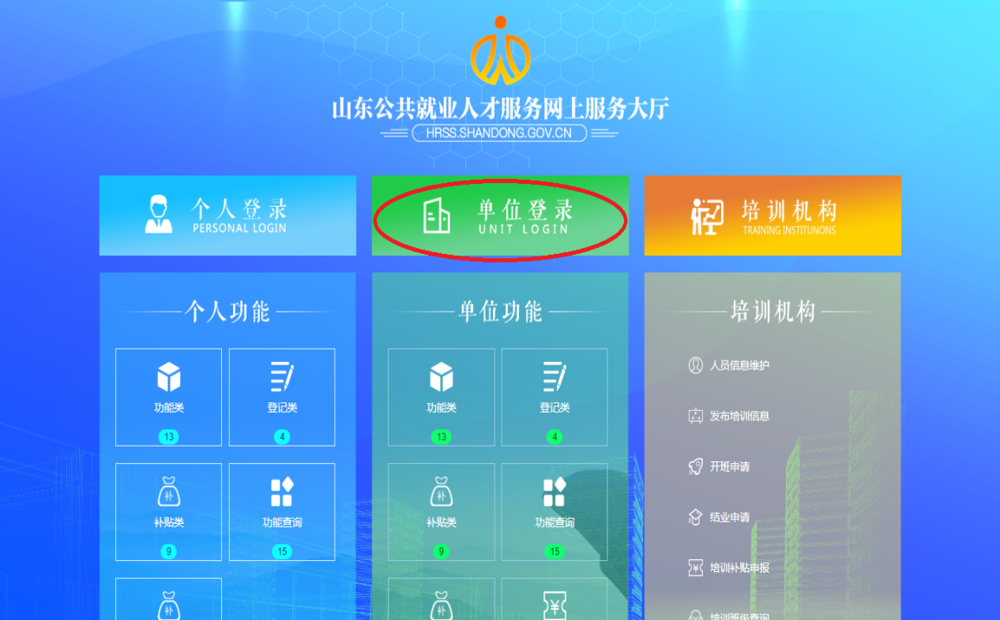 山东公共就业人才服务网上服务大厅
HRSS.SHANDONG.GOV.CN
个人登录
PERSONAL LOGIN
单位登录
UNIT LOGIN
培训机构
TRAINING INSTITUNONS
个人功能
功能类
13
登记类
4
补贴类
9
功能查询
15
补
补
单位功能
功能类
13
登记类
4
补贴类
9
功能查询
15
补
补
培训机构
人员信息维护
发布培训信息
开班申请
结业申请
培训补贴申报
培训班级查询